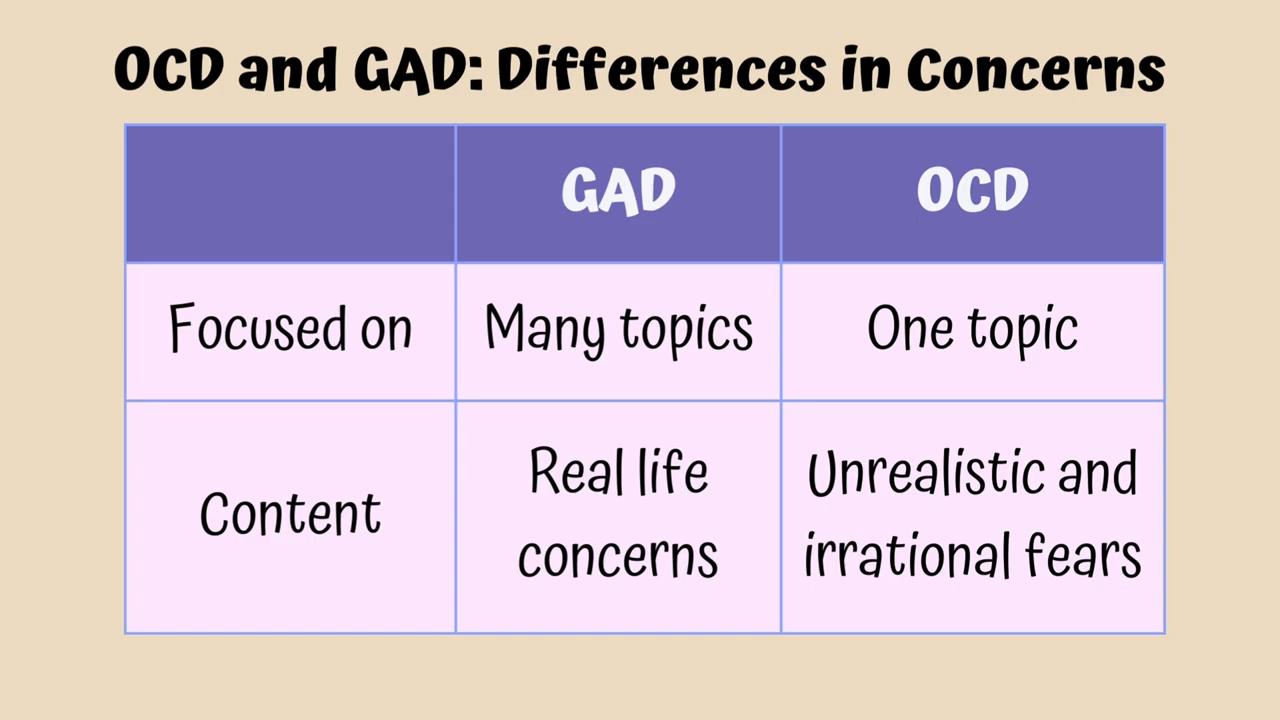 OCD and GAD: Differences in Concerns
GAD
OCD
Focused on
Many topics
One topic
Content
Real life
concerns
Unrealistic and
irrational fears